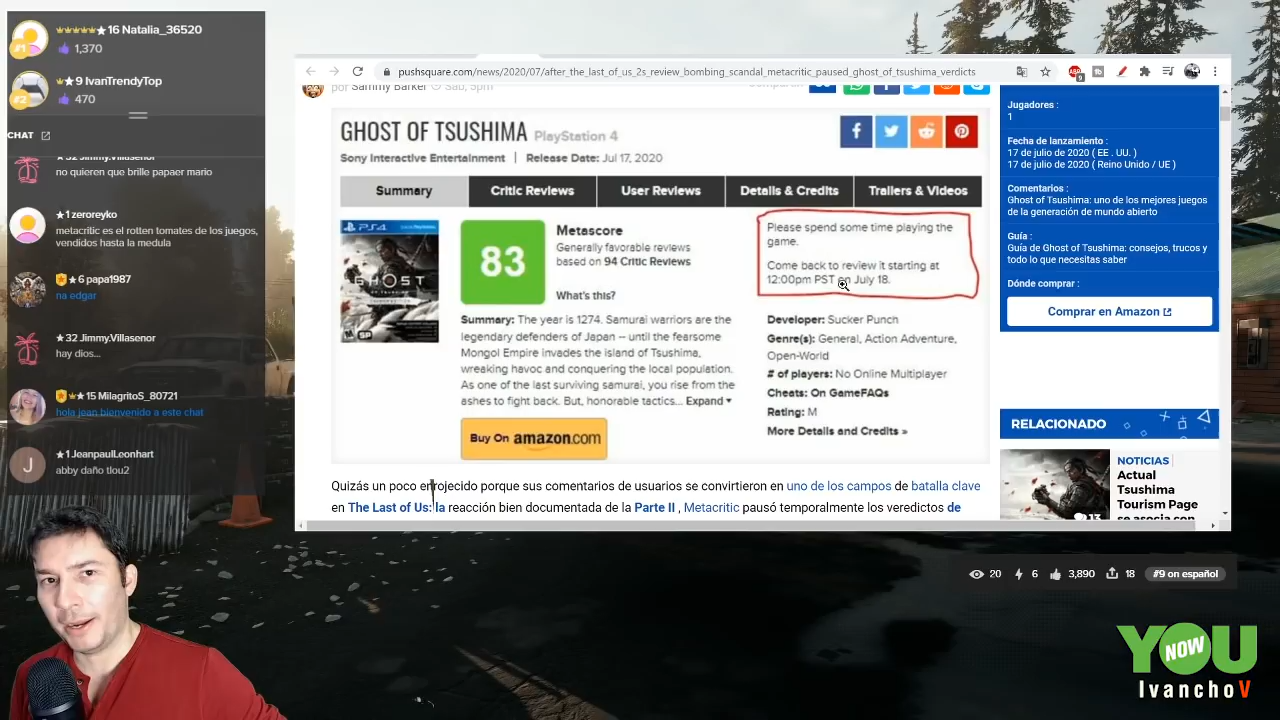 #1
★16 Natalia_36520
1,370
#2
★9 IvanTrendyTop
470
CHAT
★32 Jimmy.Villasenor
no quieren que brille papaer mario
★1 zeroreyko
metacritic es el rotten tomates de los juegos,
vendidos hasta la medula
★6 papa1987
na edgar
★32 Jimmy.Villasenor
hay dios...
★15 MilagritoS_80721
hola jean bienvenido a este chat
J
★1 JeanpaulLeonhart
abby daño tlou2
pushsquare.com/news/2020/07/after_the_last_of_us_2s_review_bombing_scandal_metacritic_paused_ghost_of_tsushima_verdicts
por Sammy Barker Sab, 5pm
GHOST OF TSUSHIMA PlayStation 4
Sony Interactive Entertainment | Release Date: Jul 17, 2020
Summary Critic Reviews User Reviews Details & Credits Trailers & Videos
PS4
GHOST
83
Metascore
Generally favorable reviews
based on 94 Critic Reviews
What's this?
Please spend some time playing the
game.
Come back to review it starting at
12:00pm PST on July 18.
Summary: The year is 1274. Samurai warriors are the
legendary defenders of Japan -- until the fearsome
Mongol Empire invades the island of Tsushima,
wreaking havoc and conquering the local population.
As one of the last surviving samurai, you rise from the
ashes to fight back. But, honorable tactics... Expand
Developer: Sucker Punch
Genre(s): General, Action Adventure,
Open-World
# of players: No Online Multiplayer
Cheats: On GameFAQs
Rating: M
More Details and Credits »
Buy On amazon.com
Quizás un poco enrojecido porque sus comentarios de usuarios se convirtieron en uno de los campos de batalla clave
en The Last of Us: la reacción bien documentada de la Parte II , Metacritic pausó temporalmente los veredictos de
Jugadores :
1
Fecha de lanzamiento :
17 de julio de 2020 ( EE . UU. )
17 de julio de 2020 ( Reino Unido / UE )
Comentarios :
Ghost of Tsushima: uno de los mejores juegos
de la generación de mundo abierto
Guía :
Guía de Ghost of Tsushima: consejos, trucos y
todo lo que necesitas saber
Dónde comprar :
Comprar en Amazon
RELACIONADO
NOTICIAS
Actual
Tsushima
Tourism Page
se asocia con
13
20 6 3,890 18 #9 on español
YOU NOW
IvanchoV